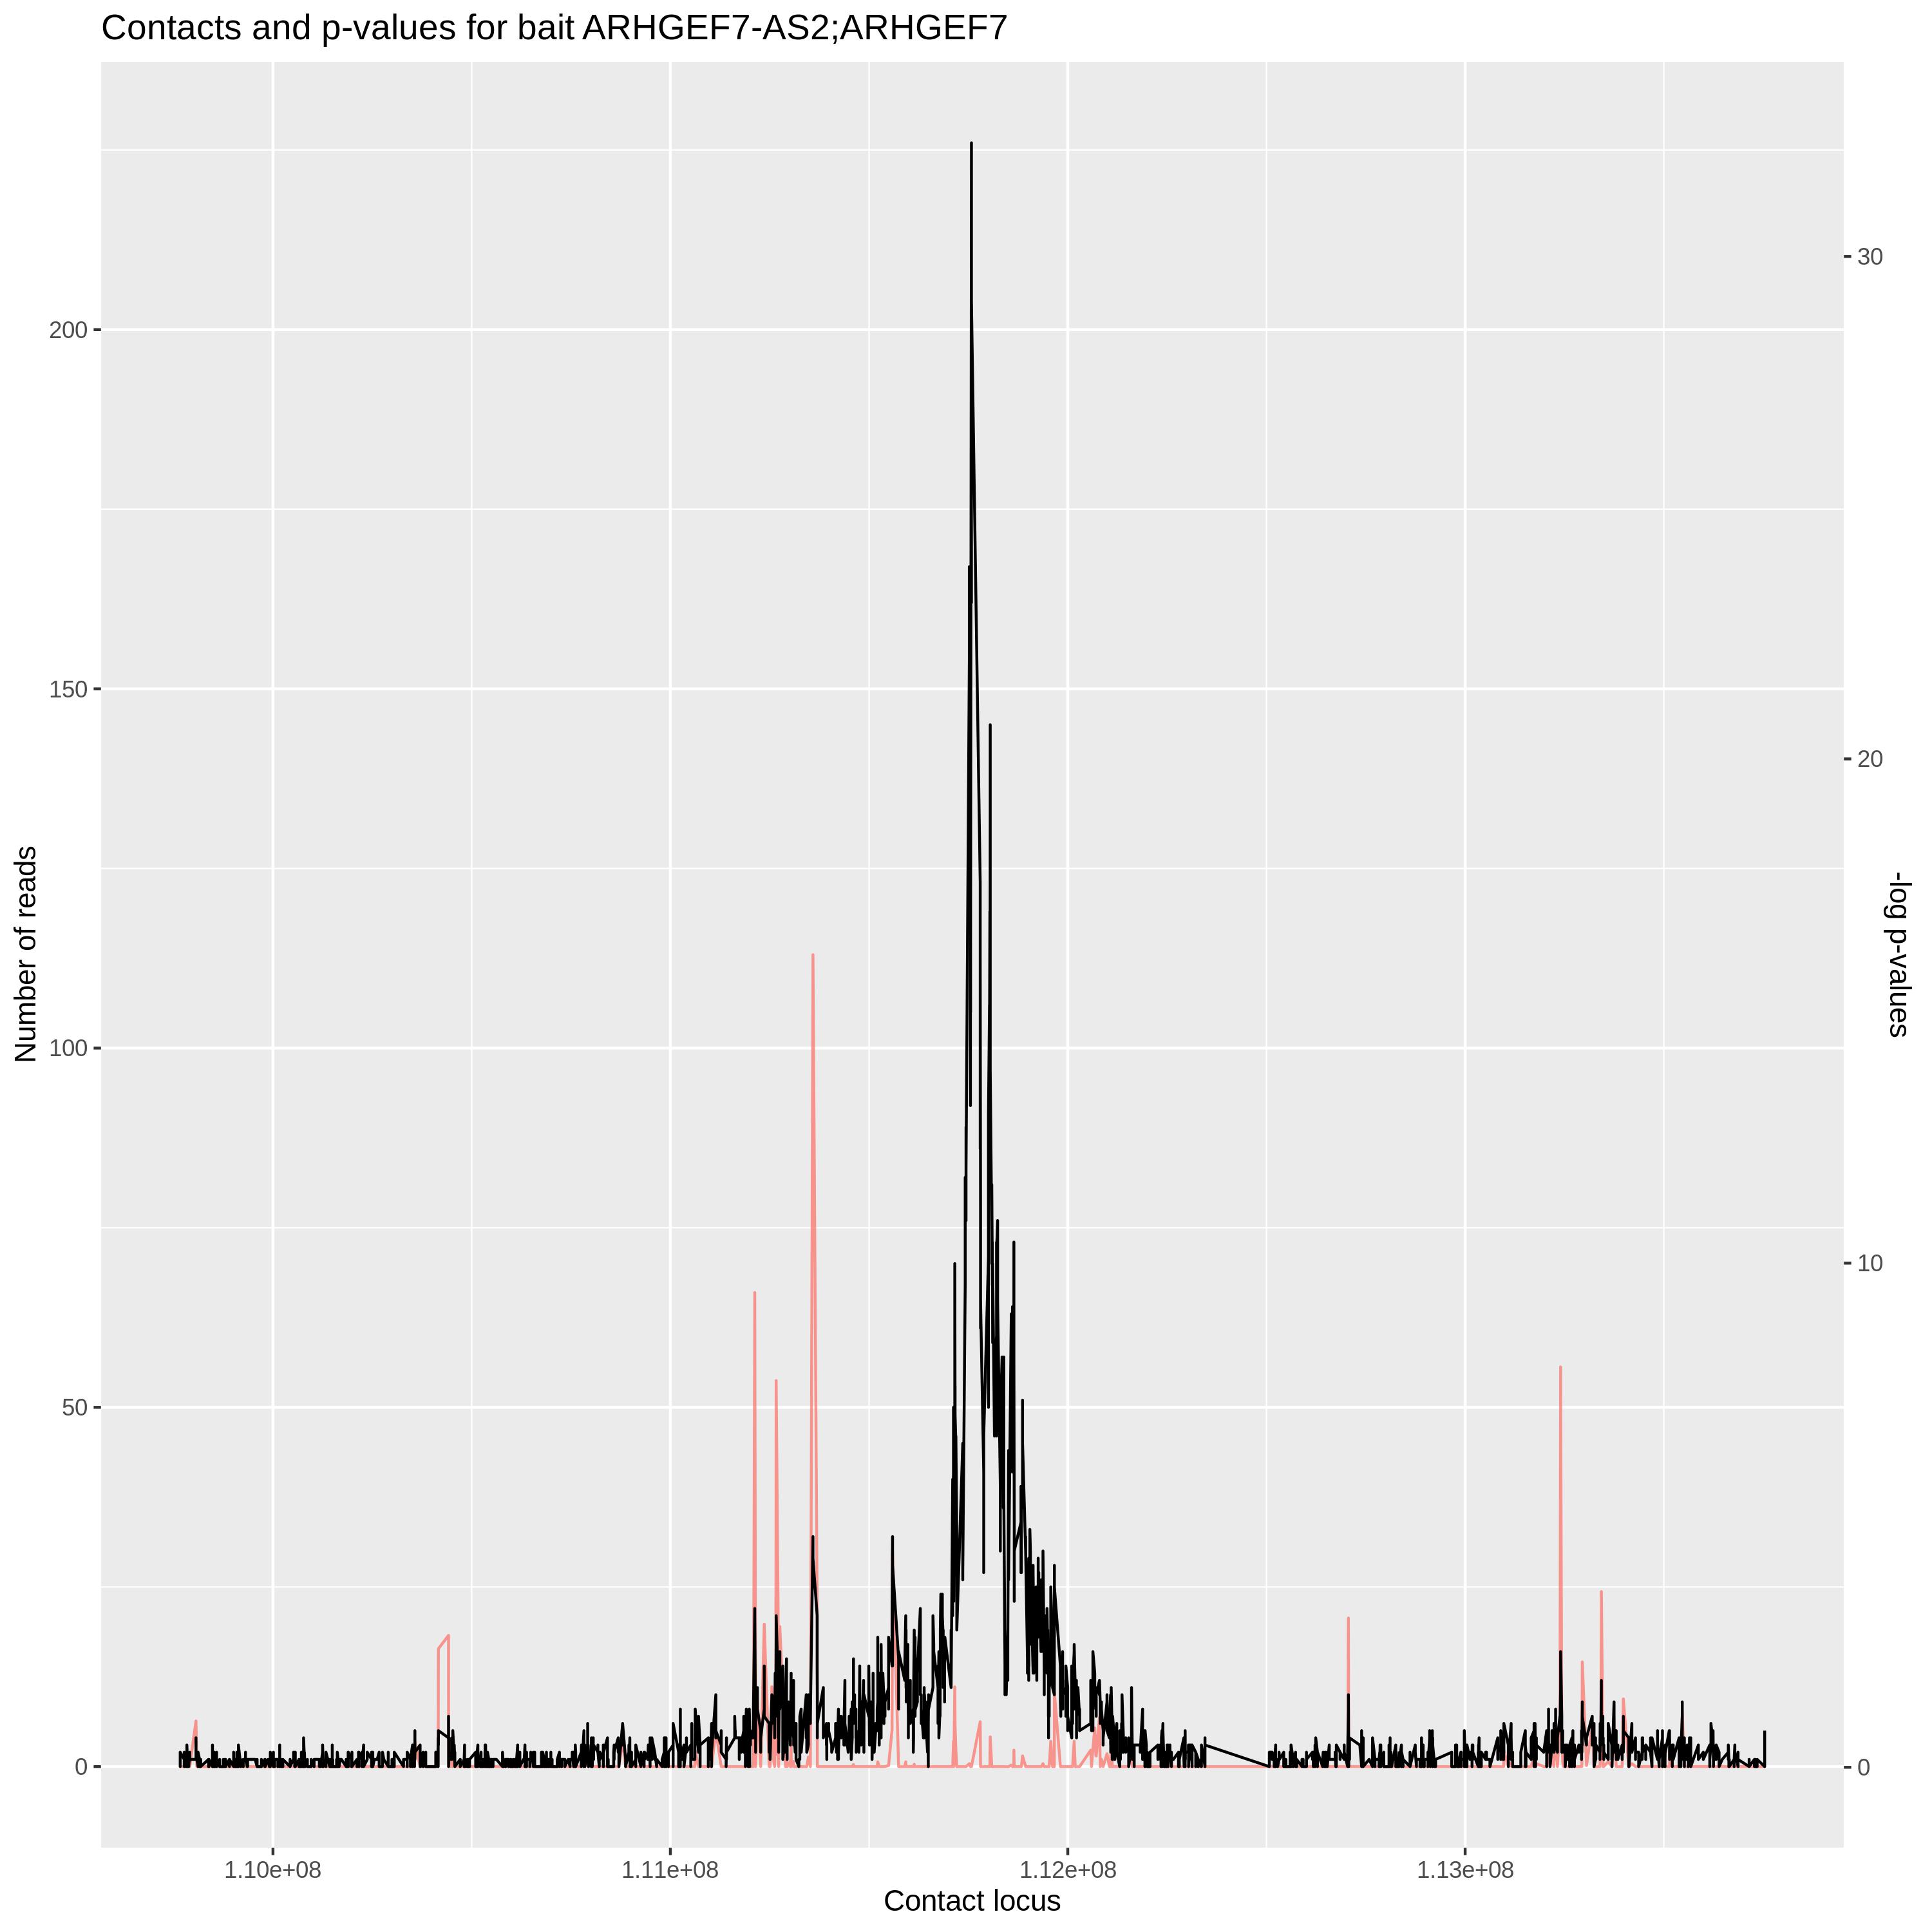 Contacts and p-values for bait ARHGEF7-AS2;ARHGEF7
Number of reads
200
150
100
50
0
30
20
10
0
-log p-values
1.10e+08 1.11e+08 1.12e+08 1.13e+08
Contact locus